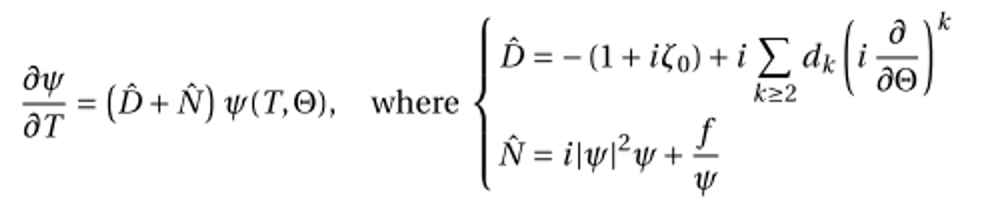 ∂ψ/∂T = (D̂ + N̂) ψ(T,Θ), where { D̂ = −(1 + iζ₀) + i ∑_{k≥2} d_k (i ∂/∂Θ)^k
N̂ = i|ψ|²ψ + f/ψ